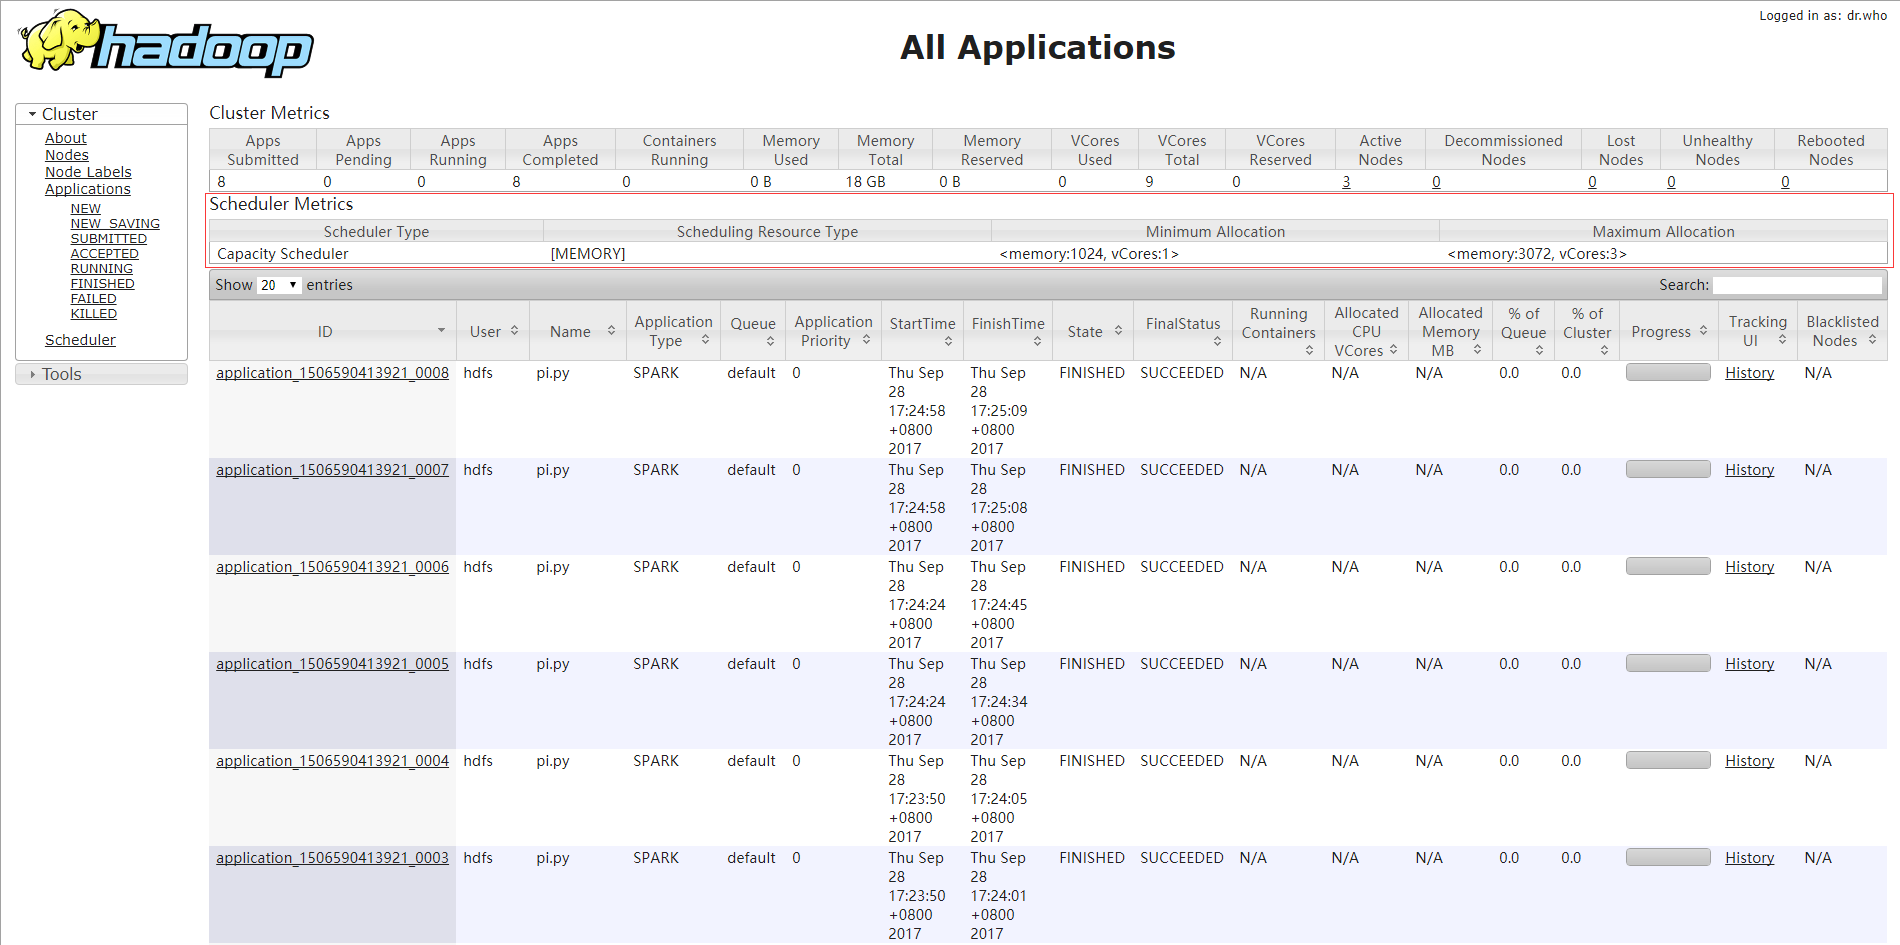 Logged in as: dr.who
hadoop
All Applications
Cluster
About
Nodes
Node Labels
Applications
NEW
NEW_SAVING
SUBMITTED
ACCEPTED
RUNNING
FINISHED
FAILED
KILLED
Scheduler
Tools
Cluster Metrics
Apps Submitted Apps Pending Apps Running Apps Completed Containers Running Memory Used Memory Total Memory Reserved VCores Used VCores Total VCores Reserved Active Nodes Decommissioned Nodes Lost Nodes Unhealthy Nodes Rebooted Nodes
8 0 0 8 0 0 B 18 GB 0 B 0 9 0 3 0 0 0 0
Scheduler Metrics
Scheduler Type Scheduling Resource Type Minimum Allocation Maximum Allocation
Capacity Scheduler [MEMORY] <memory:1024, vCores:1> <memory:3072, vCores:3>
Show 20 entries Search:
ID User Name Application Type Queue Application Priority StartTime FinishTime State FinalStatus Running Containers Allocated CPU VCores Allocated Memory MB % of Queue % of Cluster Progress Tracking UI Blacklisted Nodes
application_1506590413921_0008 hdfs pi.py SPARK default 0 Thu Sep 28 17:24:58 +0800 2017 Thu Sep 28 17:25:09 +0800 2017 FINISHED SUCCEEDED N/A N/A N/A 0.0 0.0 History N/A
application_1506590413921_0007 hdfs pi.py SPARK default 0 Thu Sep 28 17:24:58 +0800 2017 Thu Sep 28 17:25:08 +0800 2017 FINISHED SUCCEEDED N/A N/A N/A 0.0 0.0 History N/A
application_1506590413921_0006 hdfs pi.py SPARK default 0 Thu Sep 28 17:24:24 +0800 2017 Thu Sep 28 17:24:45 +0800 2017 FINISHED SUCCEEDED N/A N/A N/A 0.0 0.0 History N/A
application_1506590413921_0005 hdfs pi.py SPARK default 0 Thu Sep 28 17:24:24 +0800 2017 Thu Sep 28 17:24:34 +0800 2017 FINISHED SUCCEEDED N/A N/A N/A 0.0 0.0 History N/A
application_1506590413921_0004 hdfs pi.py SPARK default 0 Thu Sep 28 17:23:50 +0800 2017 Thu Sep 28 17:24:05 +0800 2017 FINISHED SUCCEEDED N/A N/A N/A 0.0 0.0 History N/A
application_1506590413921_0003 hdfs pi.py SPARK default 0 Thu Sep 28 17:23:50 +0800 2017 Thu Sep 28 17:24:01 +0800 2017 FINISHED SUCCEEDED N/A N/A N/A 0.0 0.0 History N/A